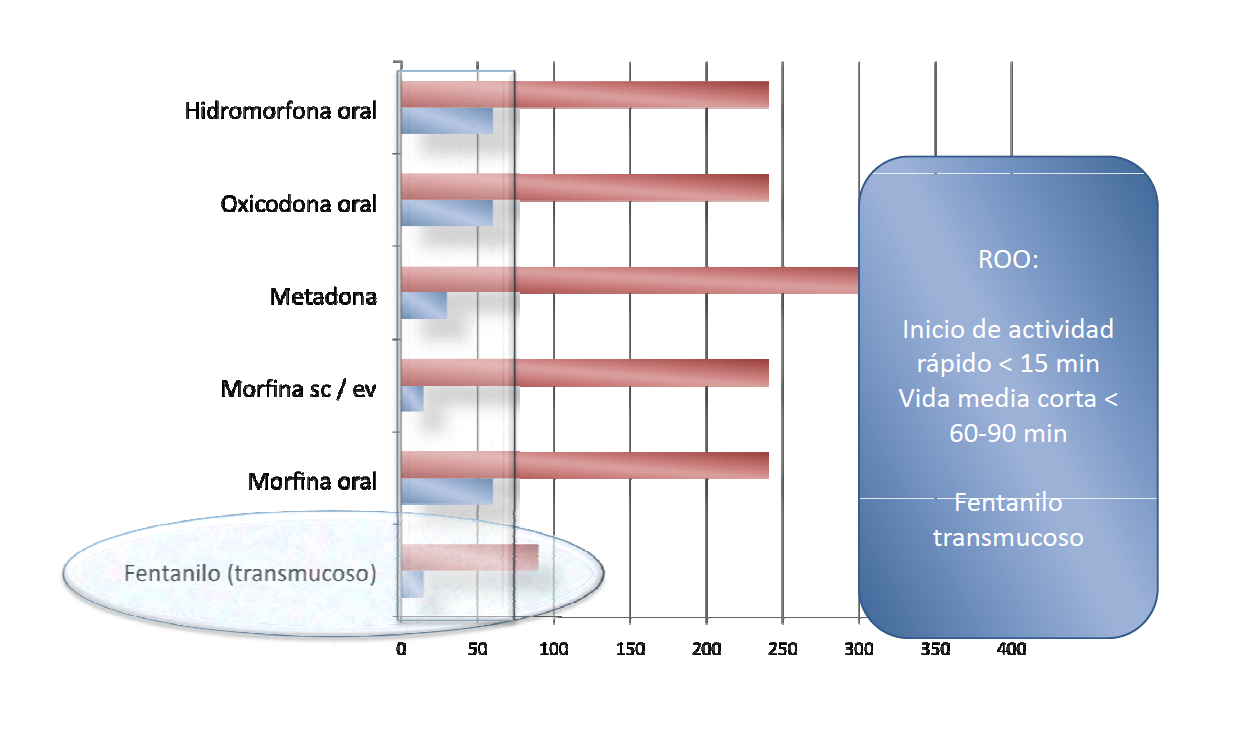 Hidromorfona oral
Oxicodona oral
Metadona
Morfina sc / ev
Morfina oral
Fentanilo (transmucoso)
0 50 100 150 200 250 300 350 400
ROO:
Inicio de actividad
rápido < 15 min
Vida media corta <
60-90 min
Fentanilo
transmucoso